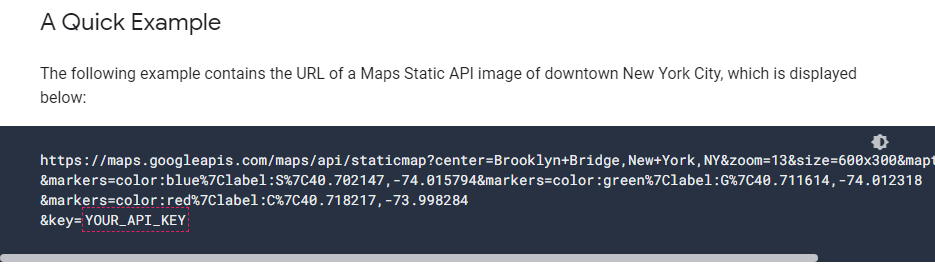 A Quick Example
The following example contains the URL of a Maps Static API image of downtown New York City, which is displayed
below:
https://maps.googleapis.com/maps/api/staticmap?center=Brooklyn+Bridge,New+York,NY&zoom=13&size=600x300&mapt
&markers=color:blue%7Clabel:S%7C40.702147,-74.015794&markers=color:green%7Clabel:G%7C40.711614,-74.012318
&markers=color:red%7Clabel:C%7C40.718217,-73.998284
&key=YOUR_API_KEY